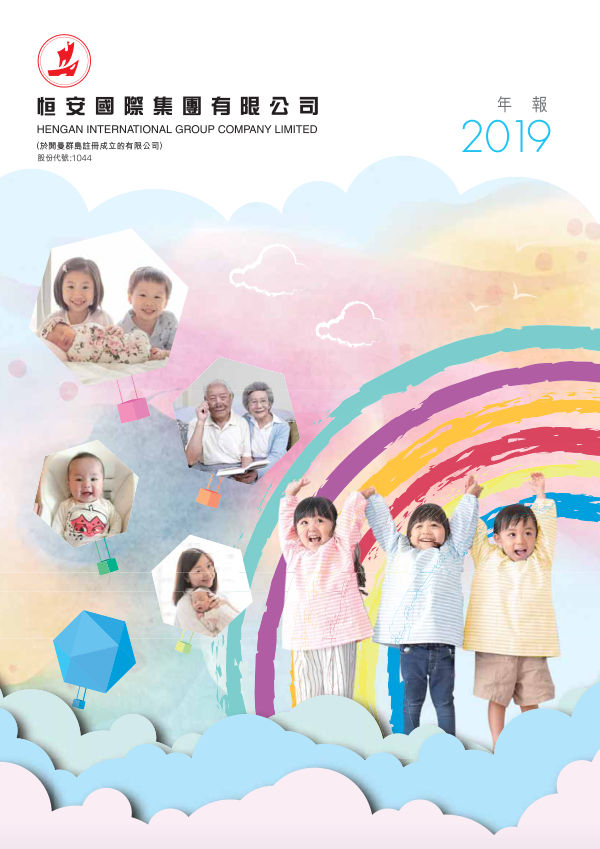 恒安國際集團有限公司
HENGAN INTERNATIONAL GROUP COMPANY LIMITED
(於開曼群島註冊成立的有限公司)
股份代號:1044
年 報
2019